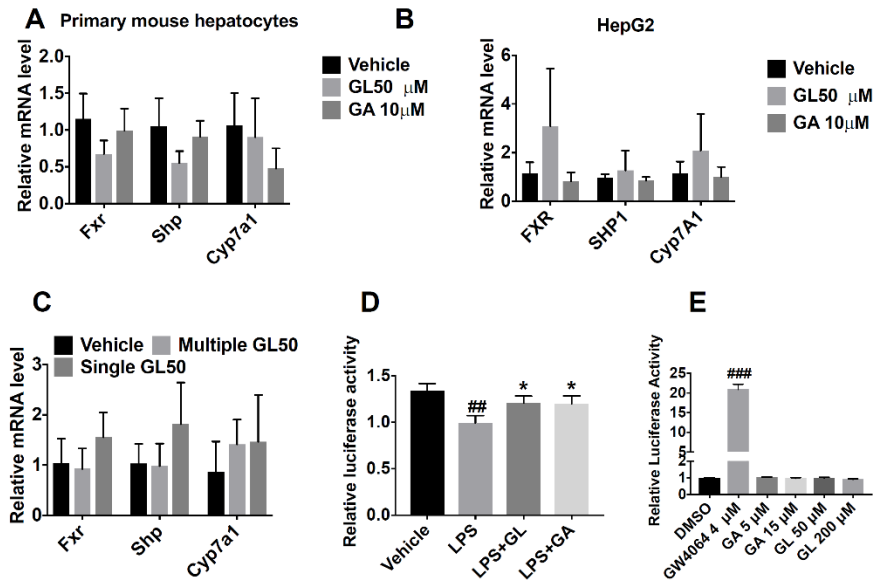 A Primary mouse hepatocytes
Relative mRNA level
2.0
1.5
1.0
0.5
0.0
Fxr
Shp
Cyp7a1
Vehicle
GL50 μM
GA 10μM
B HepG2
Relative mRNA level
6
4
2
0
FXR
SHP1
Cyp7A1
Vehicle
GL50 μM
GA 10μM
C
Vehicle Multiple GL50
Single GL50
Relative mRNA level
3
2
1
0
Fxr
Shp
Cyp7a1
D
Relative luciferase activity
1.5
1.0
0.5
0.0
##
*
*
Vehicle
LPS
LPS+GL
LPS+GA
E
Relative Luciferase Activity
25
20
15
10
5
2
1
0
###
DMSO
GW4064 4 μM
GA 5 μM
GA 15 μM
GL 50 μM
GL 200 μM